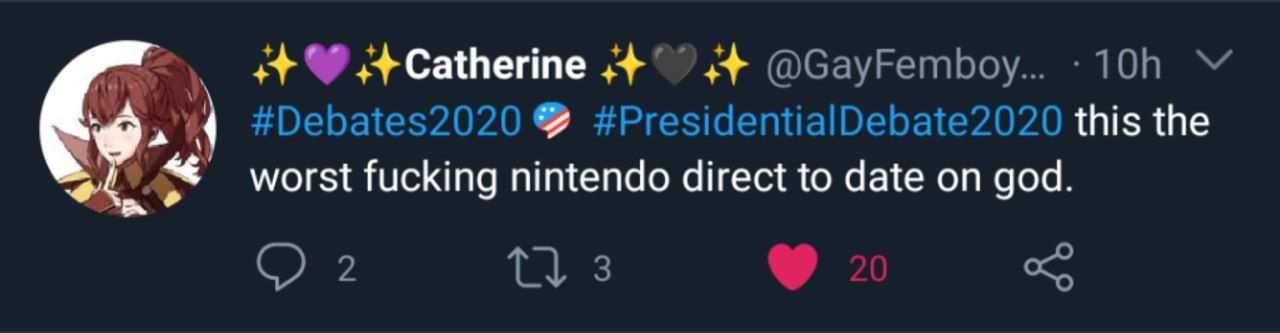 ✨💜✨Catherine ✨🖤✨ @GayFemboy... · 10h
#Debates2020 #PresidentialDebate2020 this the
worst fucking nintendo direct to date on god.
2 3 20